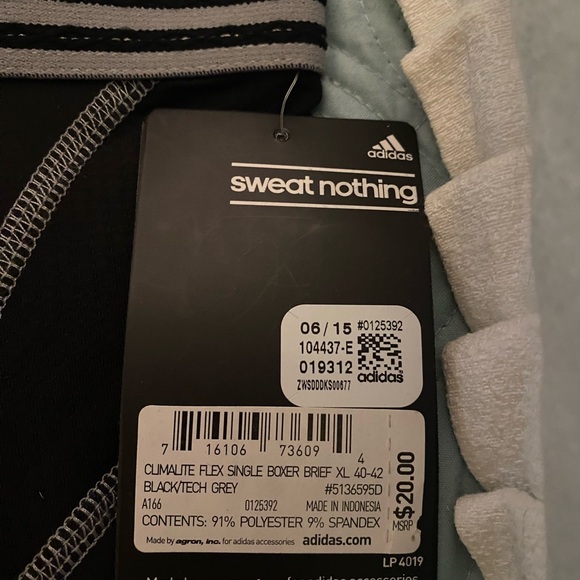 adidas
sweat nothing
06/15 #0125392
104437-E
019312 adidas
ZWSDDDKS00677
7 16106 73609 4
CLIMALITE FLEX SINGLE BOXER BRIEF XL 40-42
BLACK/TECH GREY #5136595D
A166 0125392 MADE IN INDONESIA
CONTENTS: 91% POLYESTER 9% SPANDEX
Made by agron, inc. for adidas accessories adidas.com
$20.00
MSRP
LP 4019